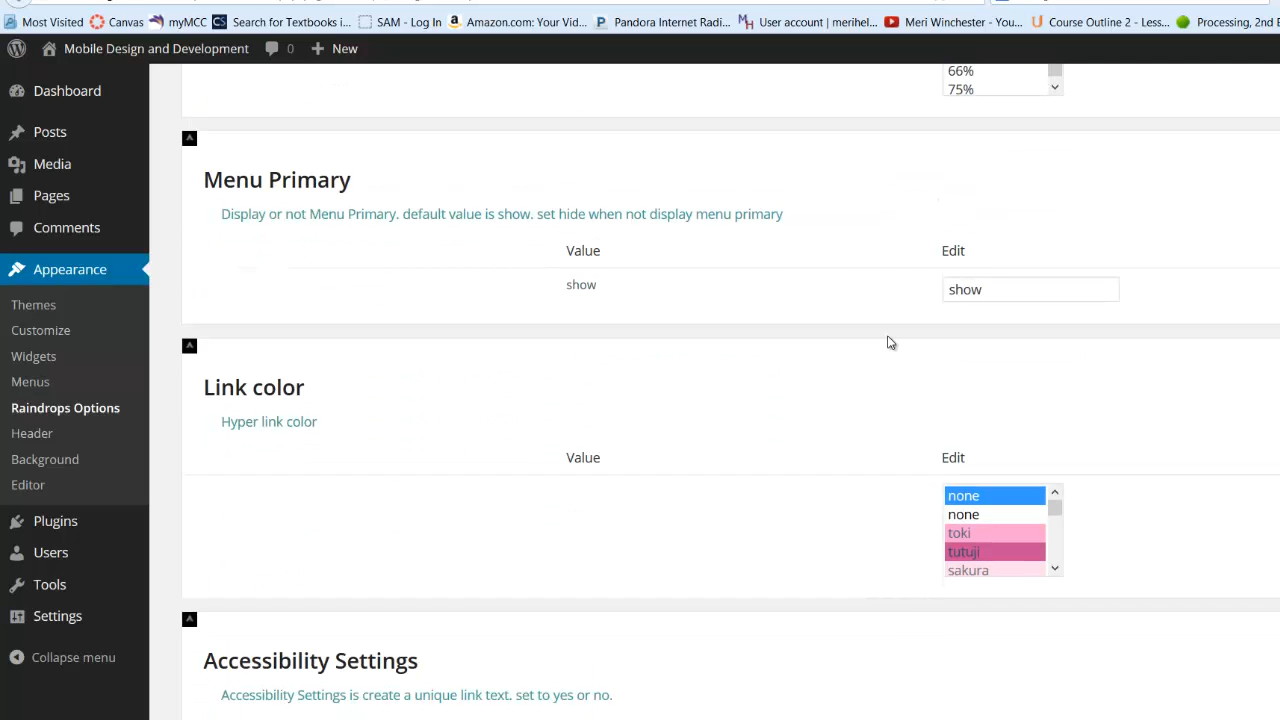 Most Visited Canvas myMCC Search for Textbooks i... SAM - Log In Amazon.com: Your Vid... Pandora Internet Radi... User account | merihel... Meri Winchester - You... Course Outline 2 - Less... Processing, 2nd E
Mobile Design and Development 0 + New
Dashboard
Posts
Media
Pages
Comments
Appearance
Themes
Customize
Widgets
Menus
Raindrops Options
Header
Background
Editor
Plugins
Users
Tools
Settings
Collapse menu
66%
75%
Menu Primary
Display or not Menu Primary. default value is show. set hide when not display menu primary
Value Edit
show show
Link color
Hyper link color
Value Edit
none
none
toki
tutuji
sakura
Accessibility Settings
Accessibility Settings is create a unique link text. set to yes or no.